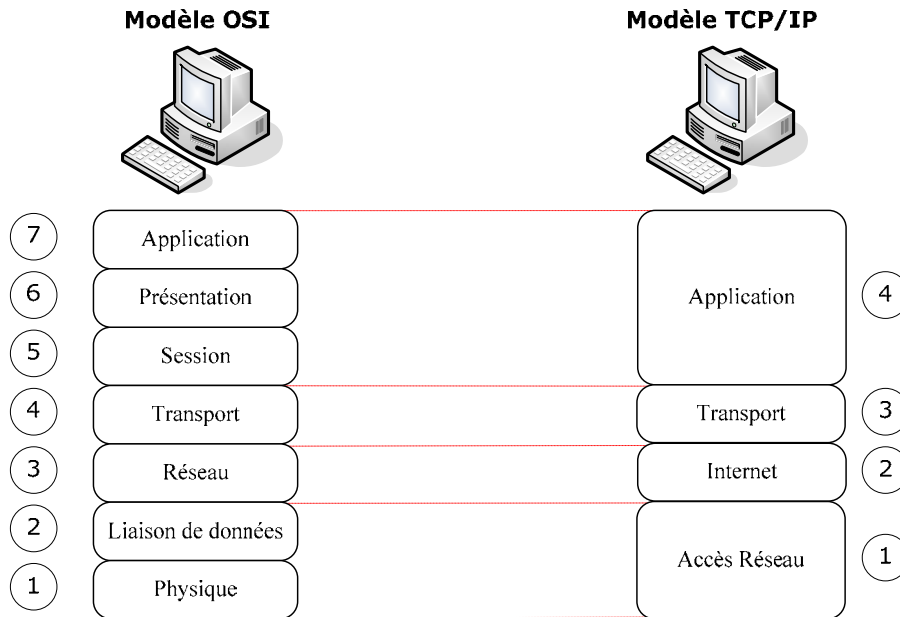 Modèle OSI
Modèle TCP/IP
7
Application
6
Présentation
5
Session
4
Transport
3
Réseau
2
Liaison de données
1
Physique
Application
4
Transport
3
Internet
2
Accès Réseau
1